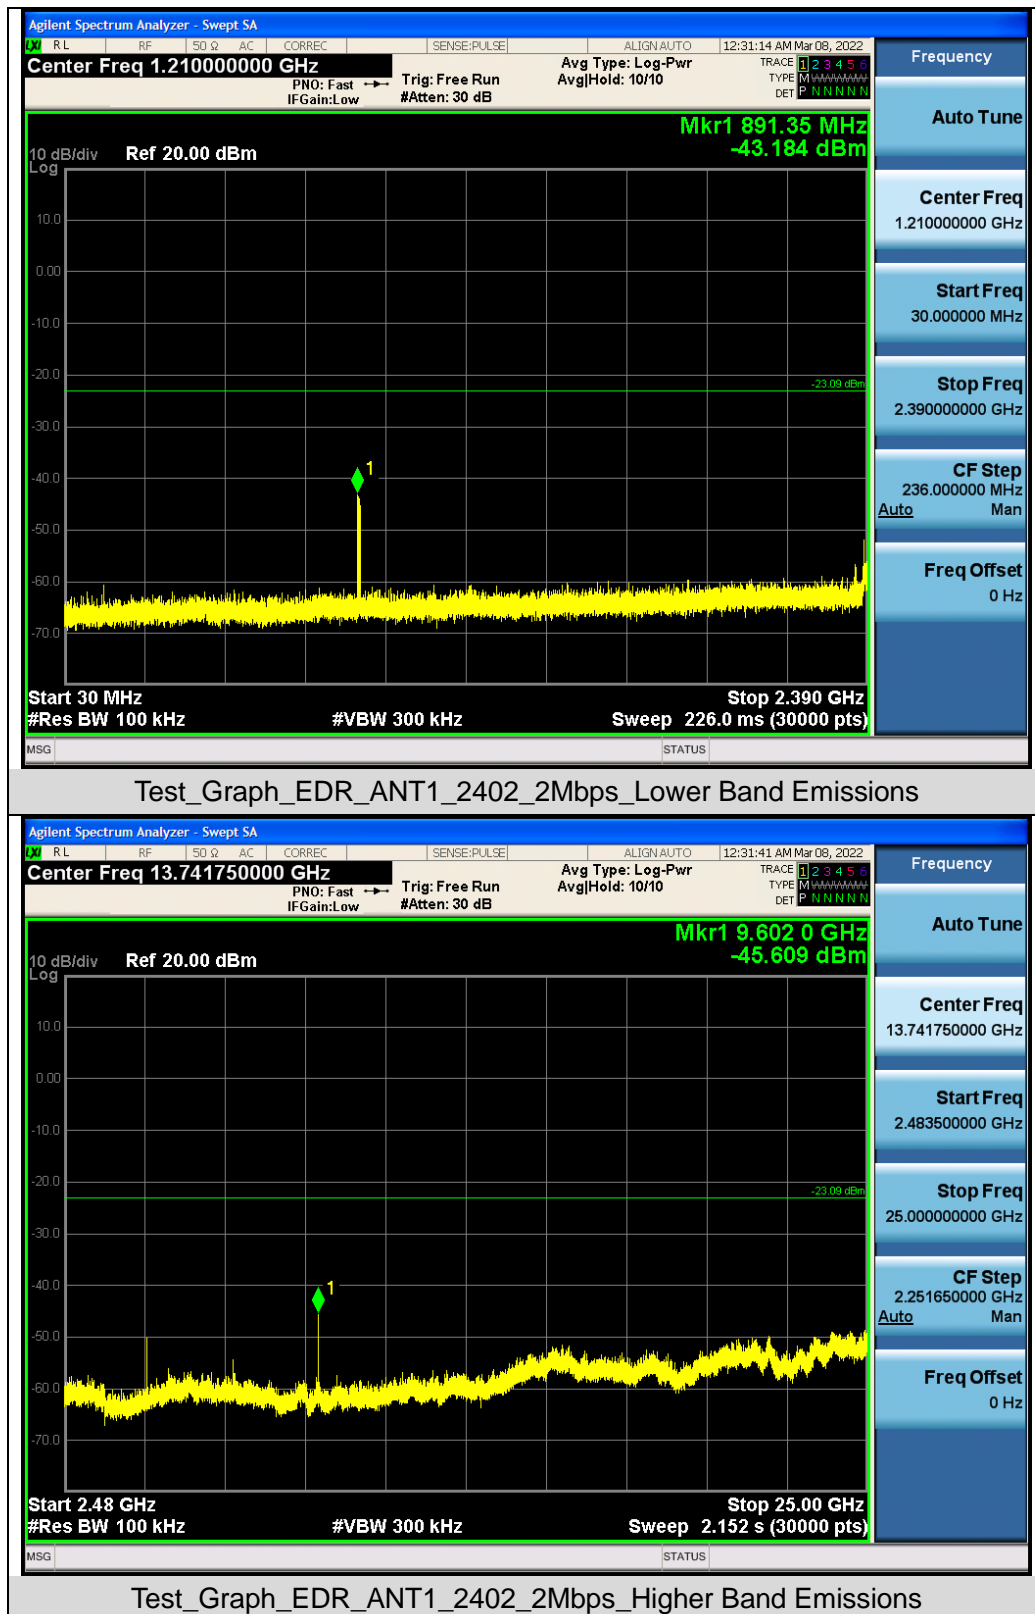 Agilent Spectrum Analyzer - Swept SA
LXI RL RF 50 Ω AC CORREC SENSE:PULSE ALIGN AUTO 12:31:14 AM Mar 08, 2022
Center Freq 1.210000000 GHz
PNO: Fast
IFGain:Low
Trig: Free Run
#Atten: 30 dB
Avg Type: Log-Pwr
Avg|Hold: 10/10
TRACE 1 2 3 4 5 6
TYPE M
DET P N N N N N
Mkr1 891.35 MHz
-43.184 dBm
10 dB/div Ref 20.00 dBm
Log
10.0
0.00
-10.0
-20.0
-23.09 dBm
-30.0
-40.0
1
-50.0
-60.0
-70.0
Start 30 MHz Stop 2.390 GHz
#Res BW 100 kHz #VBW 300 kHz Sweep 226.0 ms (30000 pts)
MSG STATUS
Frequency
Auto Tune
Center Freq
1.210000000 GHz
Start Freq
30.000000 MHz
Stop Freq
2.390000000 GHz
CF Step
236.000000 MHz
Auto Man
Freq Offset
0 Hz
Test_Graph_EDR_ANT1_2402_2Mbps_Lower Band Emissions
Agilent Spectrum Analyzer - Swept SA
LXI RL RF 50 Ω AC CORREC SENSE:PULSE ALIGN AUTO 12:31:41 AM Mar 08, 2022
Center Freq 13.741750000 GHz
PNO: Fast
IFGain:Low
Trig: Free Run
#Atten: 30 dB
Avg Type: Log-Pwr
Avg|Hold: 10/10
TRACE 1 2 3 4 5 6
TYPE M
DET P N N N N N
Mkr1 9.602 0 GHz
-45.609 dBm
10 dB/div Ref 20.00 dBm
Log
10.0
0.00
-10.0
-20.0
-23.09 dBm
-30.0
-40.0
1
-50.0
-60.0
-70.0
Start 2.48 GHz Stop 25.00 GHz
#Res BW 100 kHz #VBW 300 kHz Sweep 2.152 s (30000 pts)
MSG STATUS
Frequency
Auto Tune
Center Freq
13.741750000 GHz
Start Freq
2.483500000 GHz
Stop Freq
25.000000000 GHz
CF Step
2.251650000 GHz
Auto Man
Freq Offset
0 Hz
Test_Graph_EDR_ANT1_2402_2Mbps_Higher Band Emissions